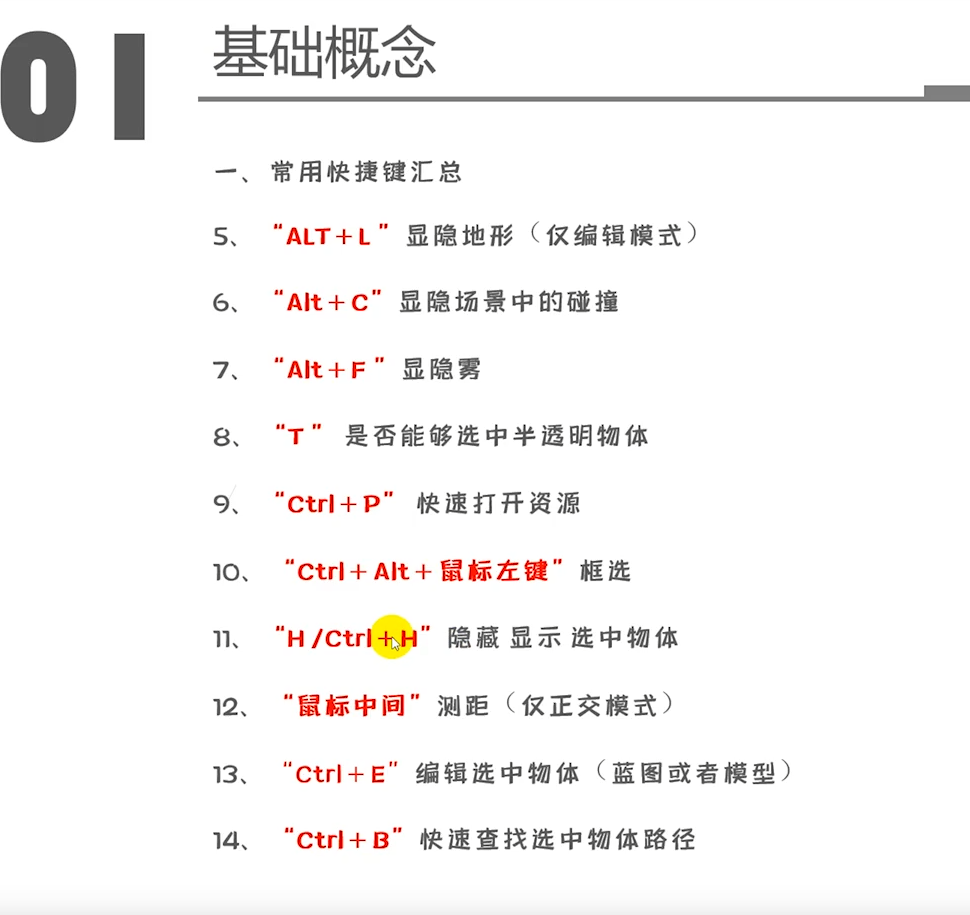 01 基础概念
一、常用快捷键汇总
5、 “ALT+L ” 显隐地形（仅编辑模式）
6、 “Alt+C” 显隐场景中的碰撞
7、 “Alt+F ” 显隐雾
8、 “T ” 是否能够选中半透明物体
9、 “Ctrl+P” 快速打开资源
10、 “Ctrl+Alt+鼠标左键” 框选
11、 “H /Ctrl+H” 隐藏 显示 选中物体
12、 “鼠标中间” 测距（仅正交模式）
13、 “Ctrl+E” 编辑选中物体（蓝图或者模型）
14、 “Ctrl+B” 快速查找选中物体路径